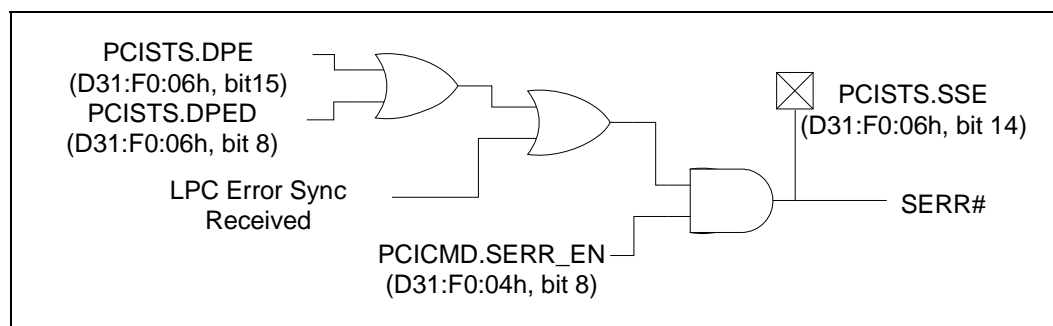 PCISTS.DPE
(D31:F0:06h, bit15)
PCISTS.DPED
(D31:F0:06h, bit 8)
LPC Error Sync
Received
PCICMD.SERR_EN
(D31:F0:04h, bit 8)
PCISTS.SSE
(D31:F0:06h, bit 14)
SERR#